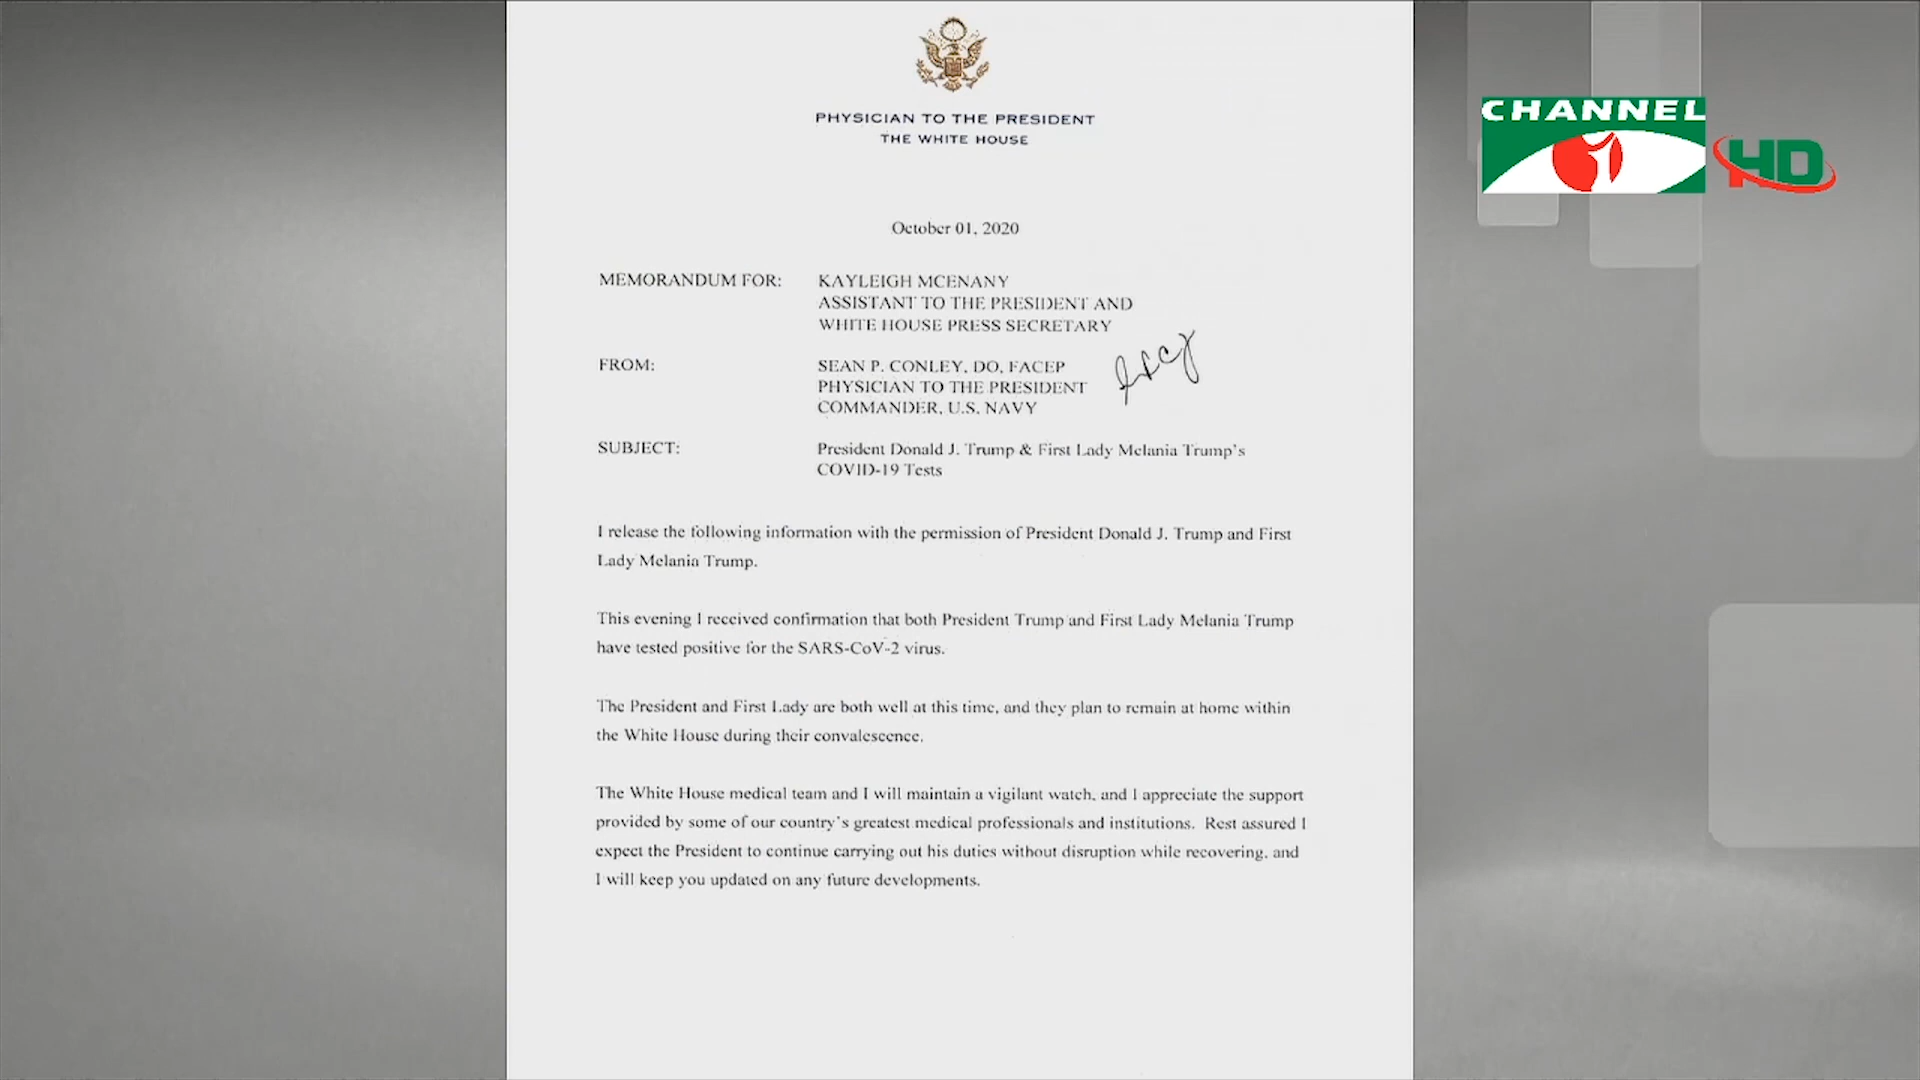 CHANNEL
HD
PHYSICIAN TO THE PRESIDENT
THE WHITE HOUSE
October 01, 2020
MEMORANDUM FOR: KAYLEIGH MCENANY
ASSISTANT TO THE PRESIDENT AND
WHITE HOUSE PRESS SECRETARY
FROM: SEAN P. CONLEY, DO, FACEP
PHYSICIAN TO THE PRESIDENT
COMMANDER, U.S. NAVY
SUBJECT: President Donald J. Trump & First Lady Melania Trump's
COVID-19 Tests
I release the following information with the permission of President Donald J. Trump and First
Lady Melania Trump.
This evening I received confirmation that both President Trump and First Lady Melania Trump
have tested positive for the SARS-CoV-2 virus.
The President and First Lady are both well at this time, and they plan to remain at home within
the White House during their convalescence.
The White House medical team and I will maintain a vigilant watch, and I appreciate the support
provided by some of our country's greatest medical professionals and institutions. Rest assured I
expect the President to continue carrying out his duties without disruption while recovering, and
I will keep you updated on any future developments.